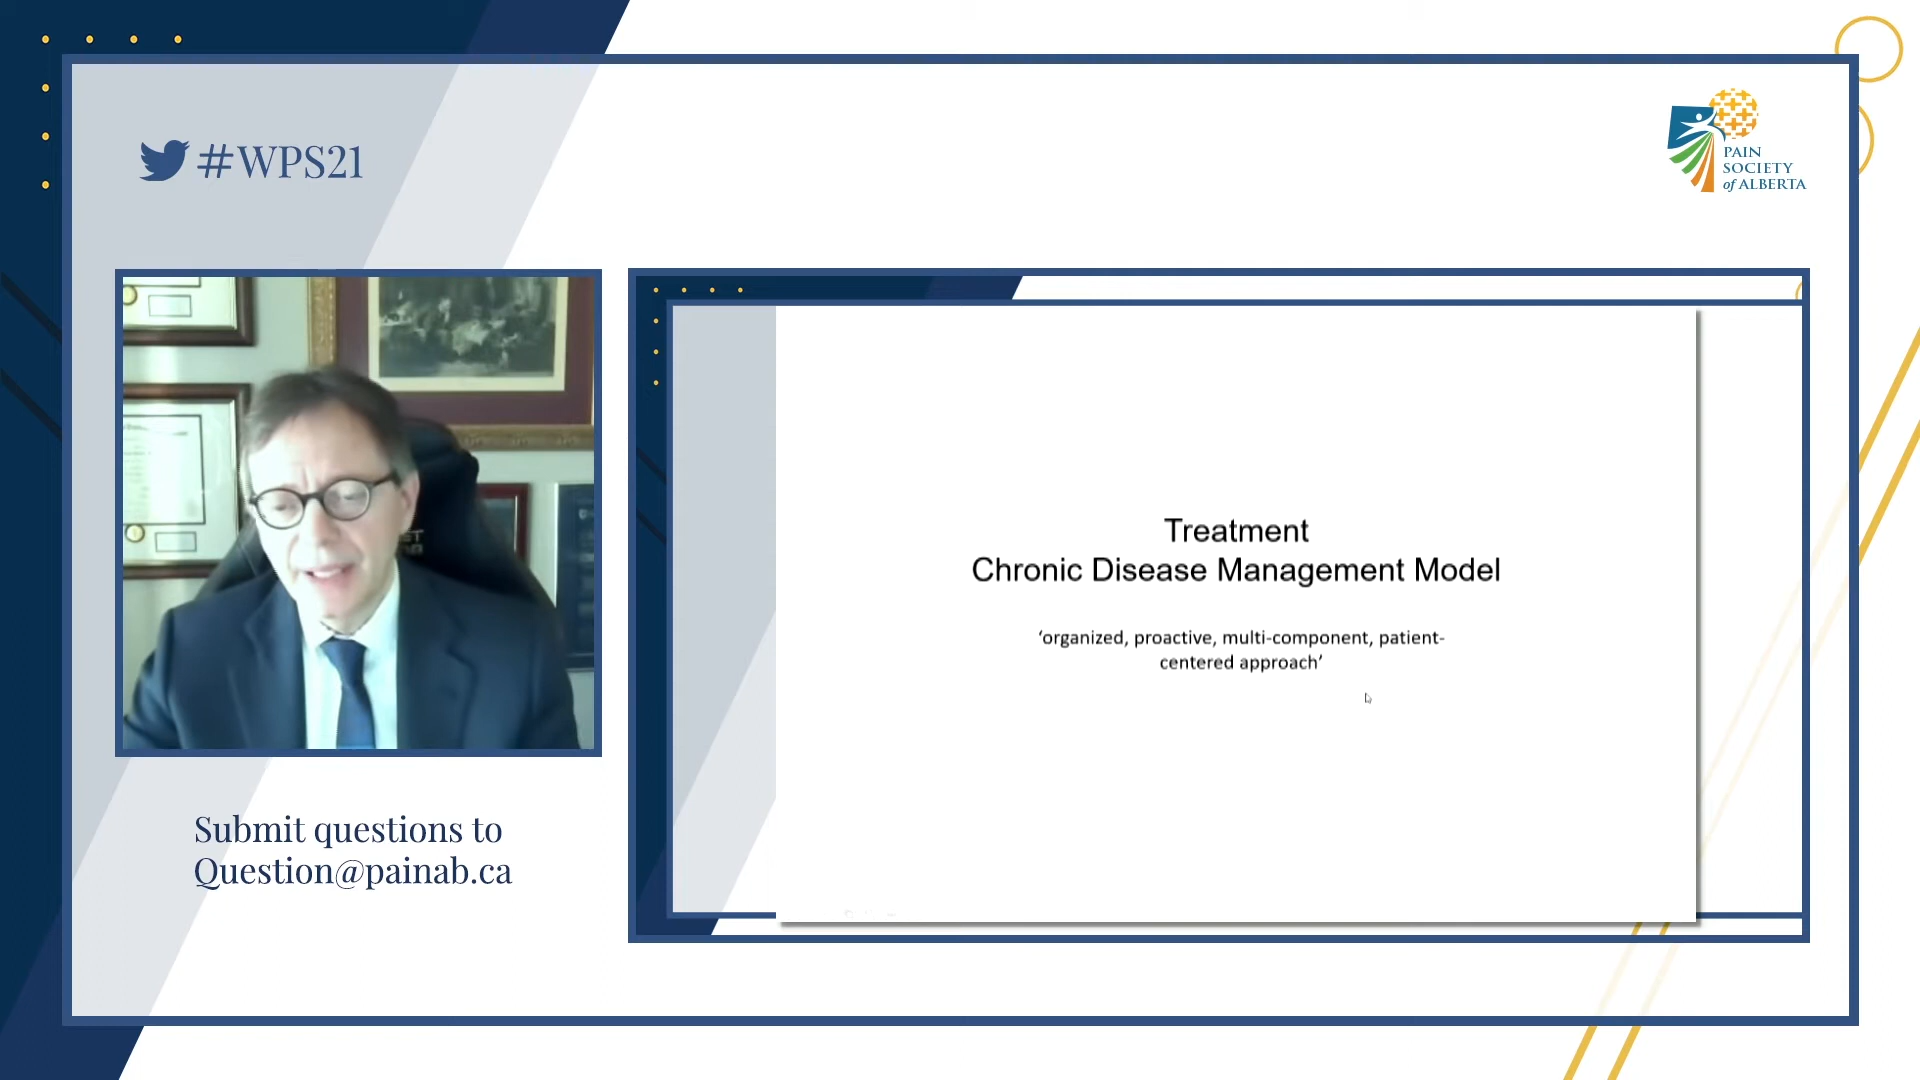 #WPS21
PAIN
SOCIETY
of ALBERTA
Treatment
Chronic Disease Management Model
‘organized, proactive, multi-component, patient-
centered approach’
Submit questions to
Question@painab.ca